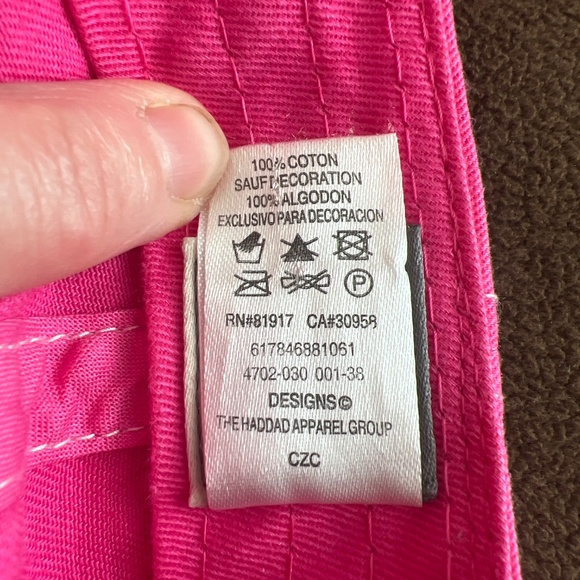 100% COTON
SAUF DECORATION
100% ALGODON
EXCLUSIVO PARA DECORACION
P
RN#81917 CA#30958
617846881061
4702-030 001-38
DESIGNS©
THE HADDAD APPAREL GROUP
CZC